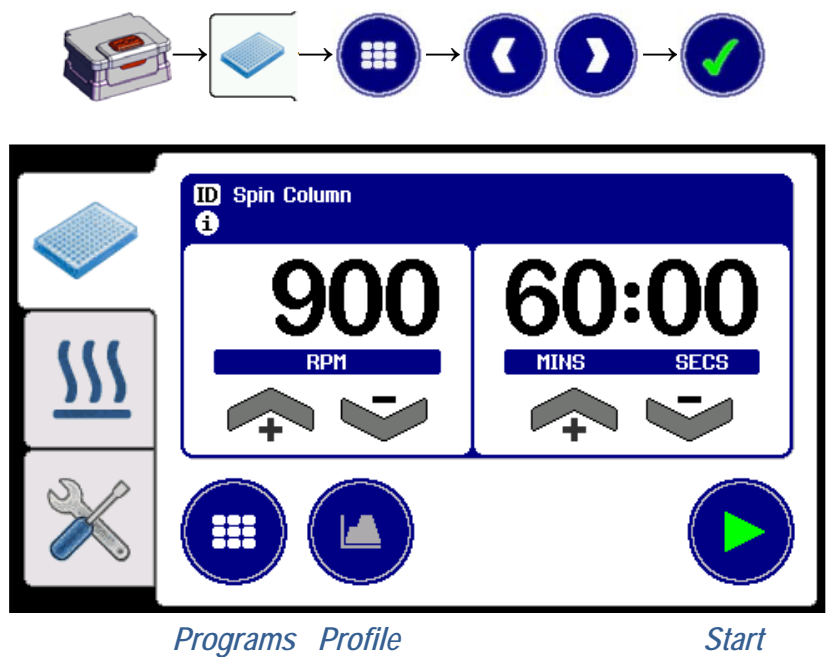 ID Spin Column
i
900 60:00
RPM MINS SECS
+ - + -
Programs Profile Start